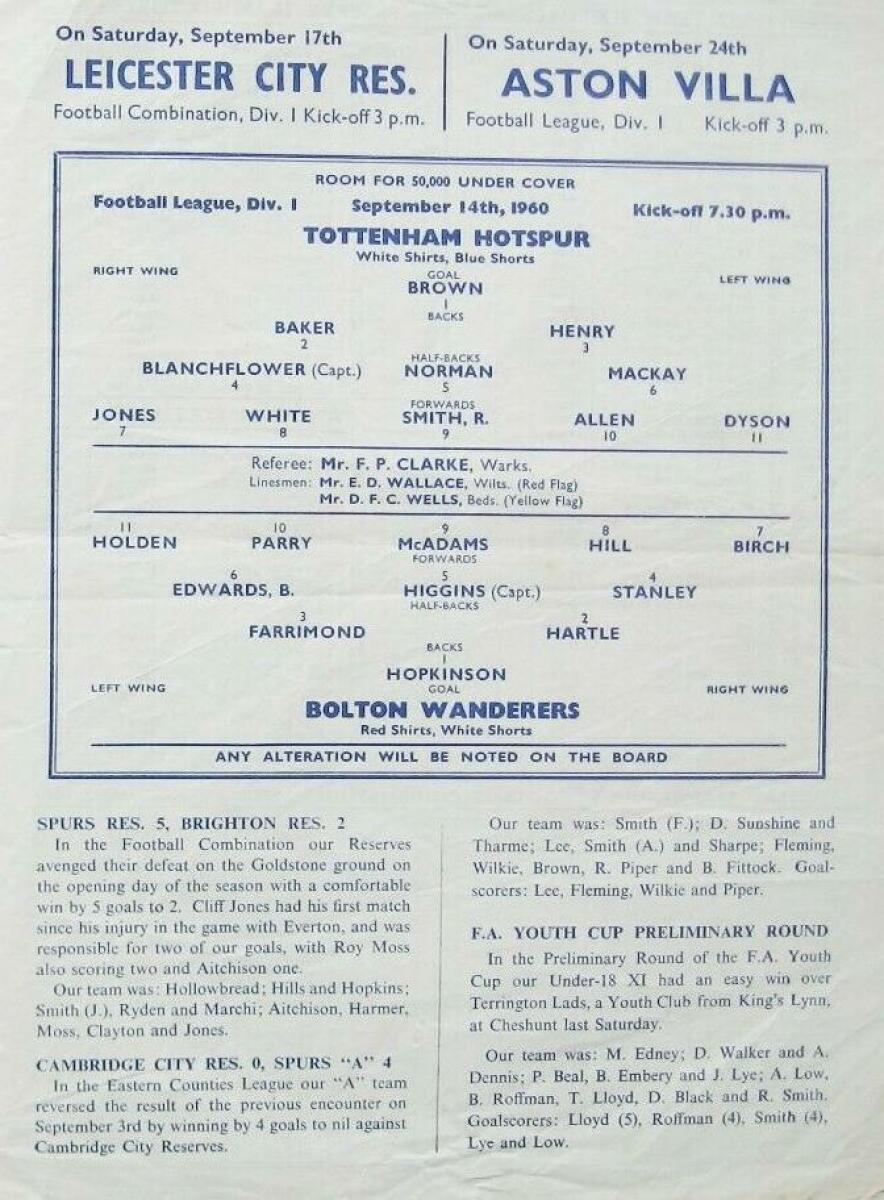 On Saturday, September 17th
LEICESTER CITY RES.
Football Combination, Div. I Kick-off 3 p.m.
On Saturday, September 24th
ASTON VILLA
Football League, Div. I Kick-off 3 p.m.
ROOM FOR 50,000 UNDER COVER
Football League, Div. I September 14th, 1960 Kick-off 7.30 p.m.
TOTTENHAM HOTSPUR
White Shirts, Blue Shorts
RIGHT WING GOAL LEFT WING
BROWN
1
BACKS
BAKER HENRY
2 3
HALF-BACKS
BLANCHFLOWER (Capt.) NORMAN MACKAY
4 5 6
FORWARDS
JONES WHITE SMITH, R. ALLEN DYSON
7 8 9 10 11
Referee: Mr. F. P. CLARKE, Warks.
Linesmen: Mr. E. D. WALLACE, Wilts. (Red Flag)
Mr. D. F. C. WELLS, Beds. (Yellow Flag)
11 10 9 8 7
HOLDEN PARRY McADAMS HILL BIRCH
FORWARDS
6 5 4
EDWARDS, B. HIGGINS (Capt.) STANLEY
HALF-BACKS
3 2
FARRIMOND HARTLE
BACKS
1
HOPKINSON
LEFT WING GOAL RIGHT WING
BOLTON WANDERERS
Red Shirts, White Shorts
ANY ALTERATION WILL BE NOTED ON THE BOARD
SPURS RES. 5, BRIGHTON RES. 2
In the Football Combination our Reserves
avenged their defeat on the Goldstone ground on
the opening day of the season with a comfortable
win by 5 goals to 2. Cliff Jones had his first match
since his injury in the game with Everton, and was
responsible for two of our goals, with Roy Moss
also scoring two and Aitchison one.
Our team was: Hollowbread; Hills and Hopkins;
Smith (J.), Ryden and Marchi; Aitchison, Harmer,
Moss, Clayton and Jones.
CAMBRIDGE CITY RES. 0, SPURS "A" 4
In the Eastern Counties League our "A" team
reversed the result of the previous encounter on
September 3rd by winning by 4 goals to nil against
Cambridge City Reserves.
Our team was: Smith (F.); D. Sunshine and
Tharme; Lee, Smith (A.) and Sharpe; Fleming,
Wilkie, Brown, R. Piper and B. Fittock. Goal-
scorers: Lee, Fleming, Wilkie and Piper.
F.A. YOUTH CUP PRELIMINARY ROUND
In the Preliminary Round of the F.A. Youth
Cup our Under-18 XI had an easy win over
Terrington Lads, a Youth Club from King's Lynn,
at Cheshunt last Saturday.
Our team was: M. Edney; D. Walker and A.
Dennis; P. Beal, B. Embery and J. Lye; A. Low,
B. Roffman, T. Lloyd, D. Black and R. Smith.
Goalscorers: Lloyd (5), Roffman (4), Smith (4),
Lye and Low.